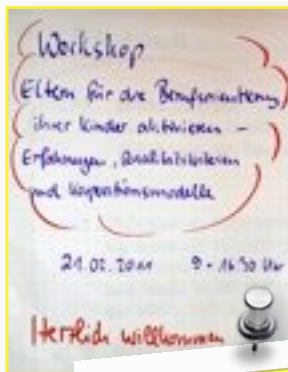 Workshop
Eltern für die Berufsorientierung
ihrer Kinder aktivieren -
Erfahrungen, Qualitätskriterien
und Kooperationsmodelle
21.02.2011 9 - 16 30 Uhr
Herzlich willkommen